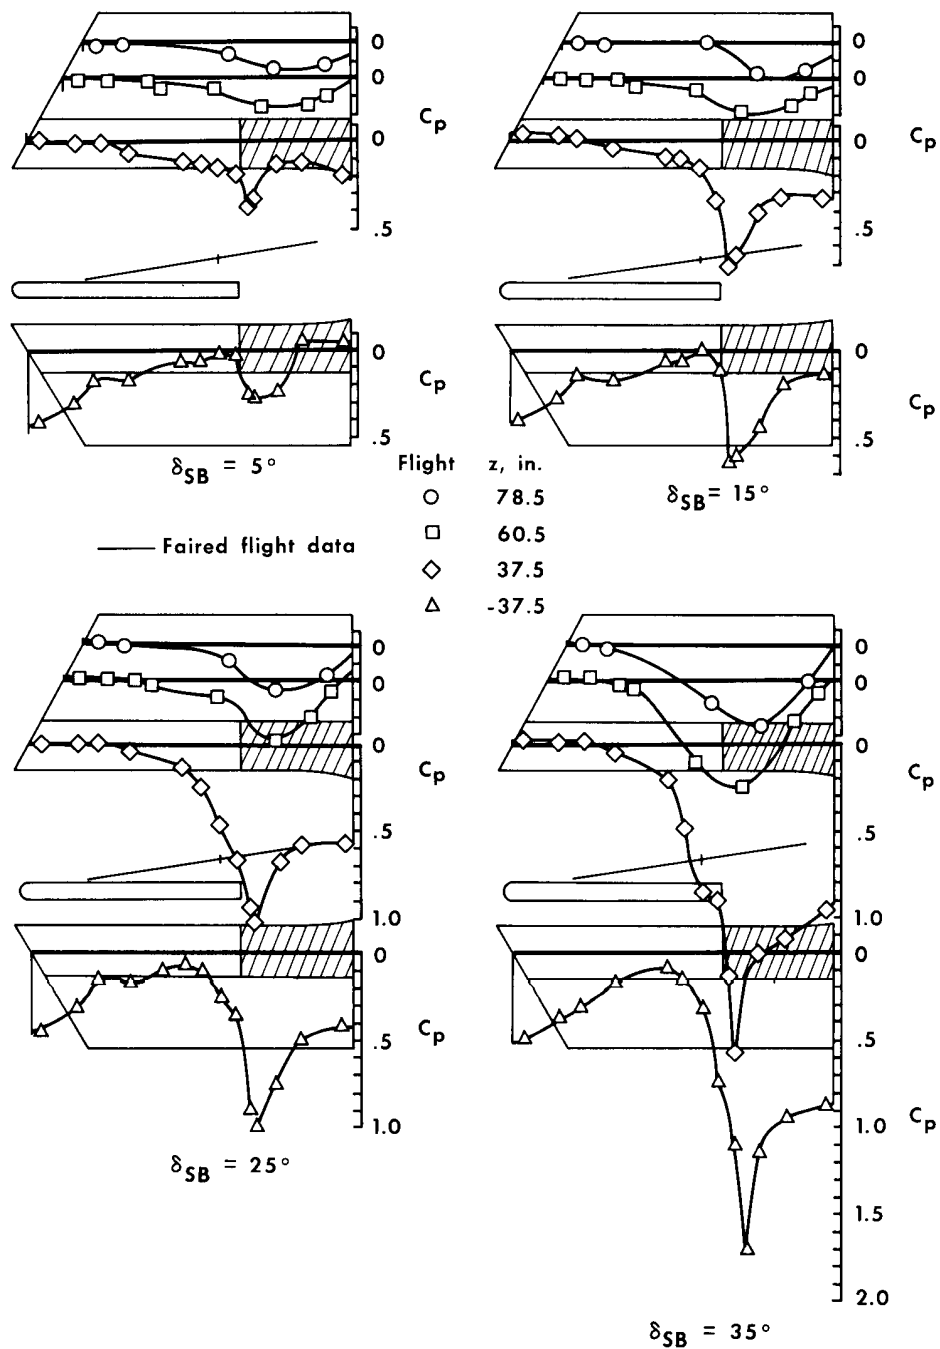 0
0
Cp
0
.5
0
Cp
.5
δSB = 5°
0
0
Cp
0
.5
0
Cp
.5
δSB = 15°
Flight z, in.
78.5
60.5
37.5
-37.5
Faired flight data
0
0
0
Cp
.5
1.0
0
Cp
.5
1.0
δSB = 25°
0
0
0
Cp
.5
1.0
0
.5
Cp
1.0
1.5
2.0
δSB = 35°